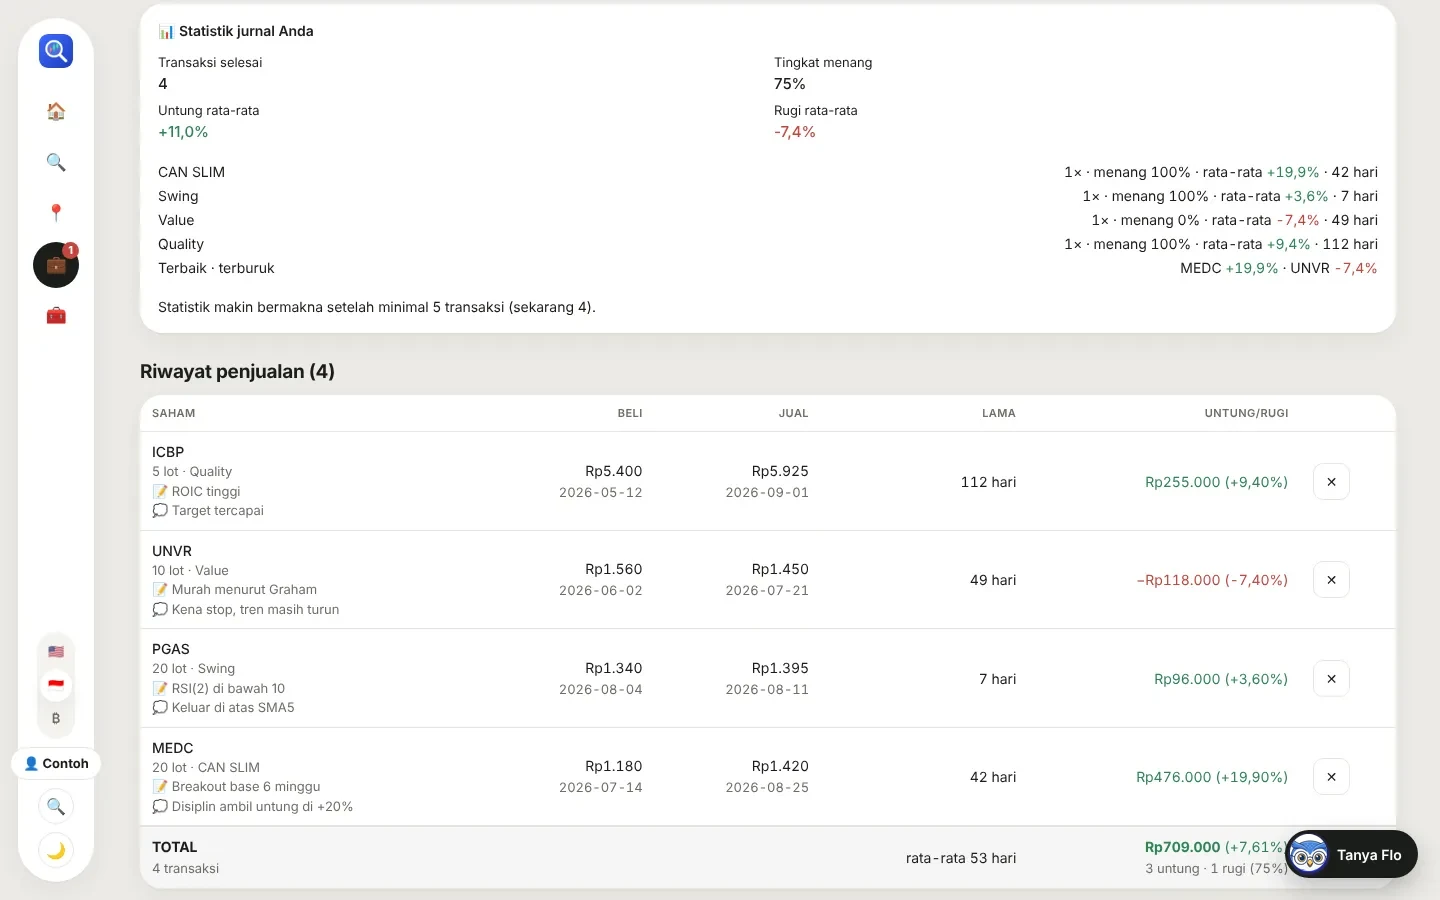 📊 Statistik jurnal Anda
Transaksi selesai
4
Tingkat menang
75%
Untung rata-rata
+11,0%
Rugi rata-rata
-7,4%
CAN SLIM 1× · menang 100% · rata-rata +19,9% · 42 hari
Swing 1× · menang 100% · rata-rata +3,6% · 7 hari
Value 1× · menang 0% · rata-rata -7,4% · 49 hari
Quality 1× · menang 100% · rata-rata +9,4% · 112 hari
Terbaik · terburuk MEDC +19,9% · UNVR -7,4%
Statistik makin bermakna setelah minimal 5 transaksi (sekarang 4).
Riwayat penjualan (4)
SAHAM BELI JUAL LAMA UNTUNG/RUGI
ICBP
5 lot · Quality
📝 ROIC tinggi
💭 Target tercapai
Rp5.400
2026-05-12
Rp5.925
2026-09-01
112 hari
Rp255.000 (+9,40%)
×
UNVR
10 lot · Value
📝 Murah menurut Graham
💭 Kena stop, tren masih turun
Rp1.560
2026-06-02
Rp1.450
2026-07-21
49 hari
−Rp118.000 (-7,40%)
×
PGAS
20 lot · Swing
📝 RSI(2) di bawah 10
💭 Keluar di atas SMA5
Rp1.340
2026-08-04
Rp1.395
2026-08-11
7 hari
Rp96.000 (+3,60%)
×
MEDC
20 lot · CAN SLIM
📝 Breakout base 6 minggu
💭 Disiplin ambil untung di +20%
Rp1.180
2026-07-14
Rp1.420
2026-08-25
42 hari
Rp476.000 (+19,90%)
×
TOTAL
4 transaksi
rata-rata 53 hari
Rp709.000 (+7,61%)
3 untung · 1 rugi (75%)
1
₿
👤 Contoh
Tanya Flo